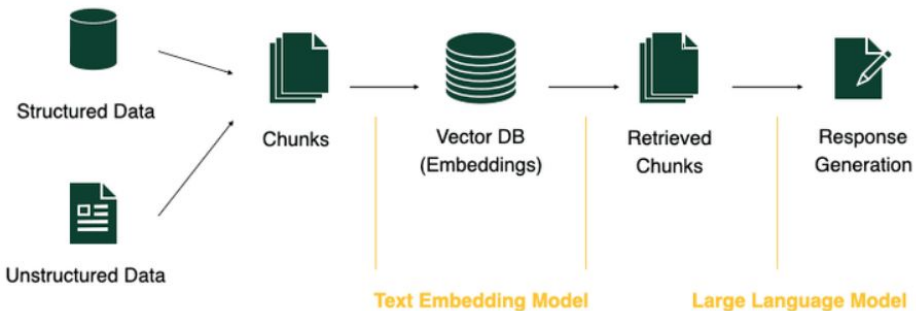 Structured Data
Unstructured Data
Chunks
Vector DB
(Embeddings)
Retrieved
Chunks
Response
Generation
Text Embedding Model
Large Language Model